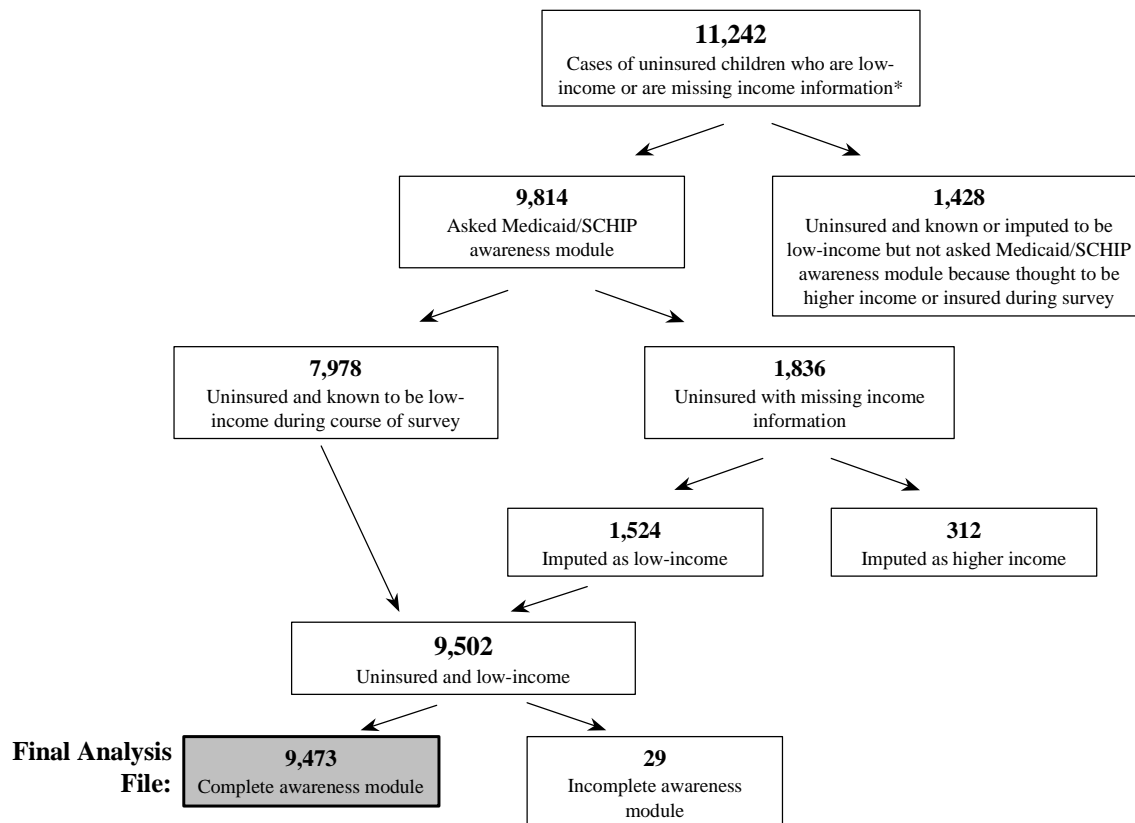 11,242
Cases of uninsured children who are low-
income or are missing income information*
9,814
Asked Medicaid/SCHIP
awareness module
1,428
Uninsured and known or imputed to be
low-income but not asked Medicaid/SCHIP
awareness module because thought to be
higher income or insured during survey
7,978
Uninsured and known to be low-
income during course of survey
1,836
Uninsured with missing income
information
1,524
Imputed as low-income
312
Imputed as higher income
9,502
Uninsured and low-income
Final Analysis
File:
9,473
Complete awareness module
29
Incomplete awareness
module